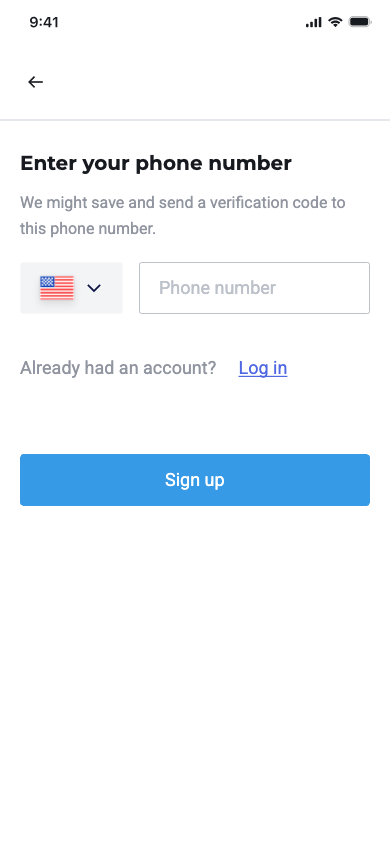 9:41
Enter your phone number
We might save and send a verification code to
this phone number.
Phone number
Already had an account? Log in
Sign up